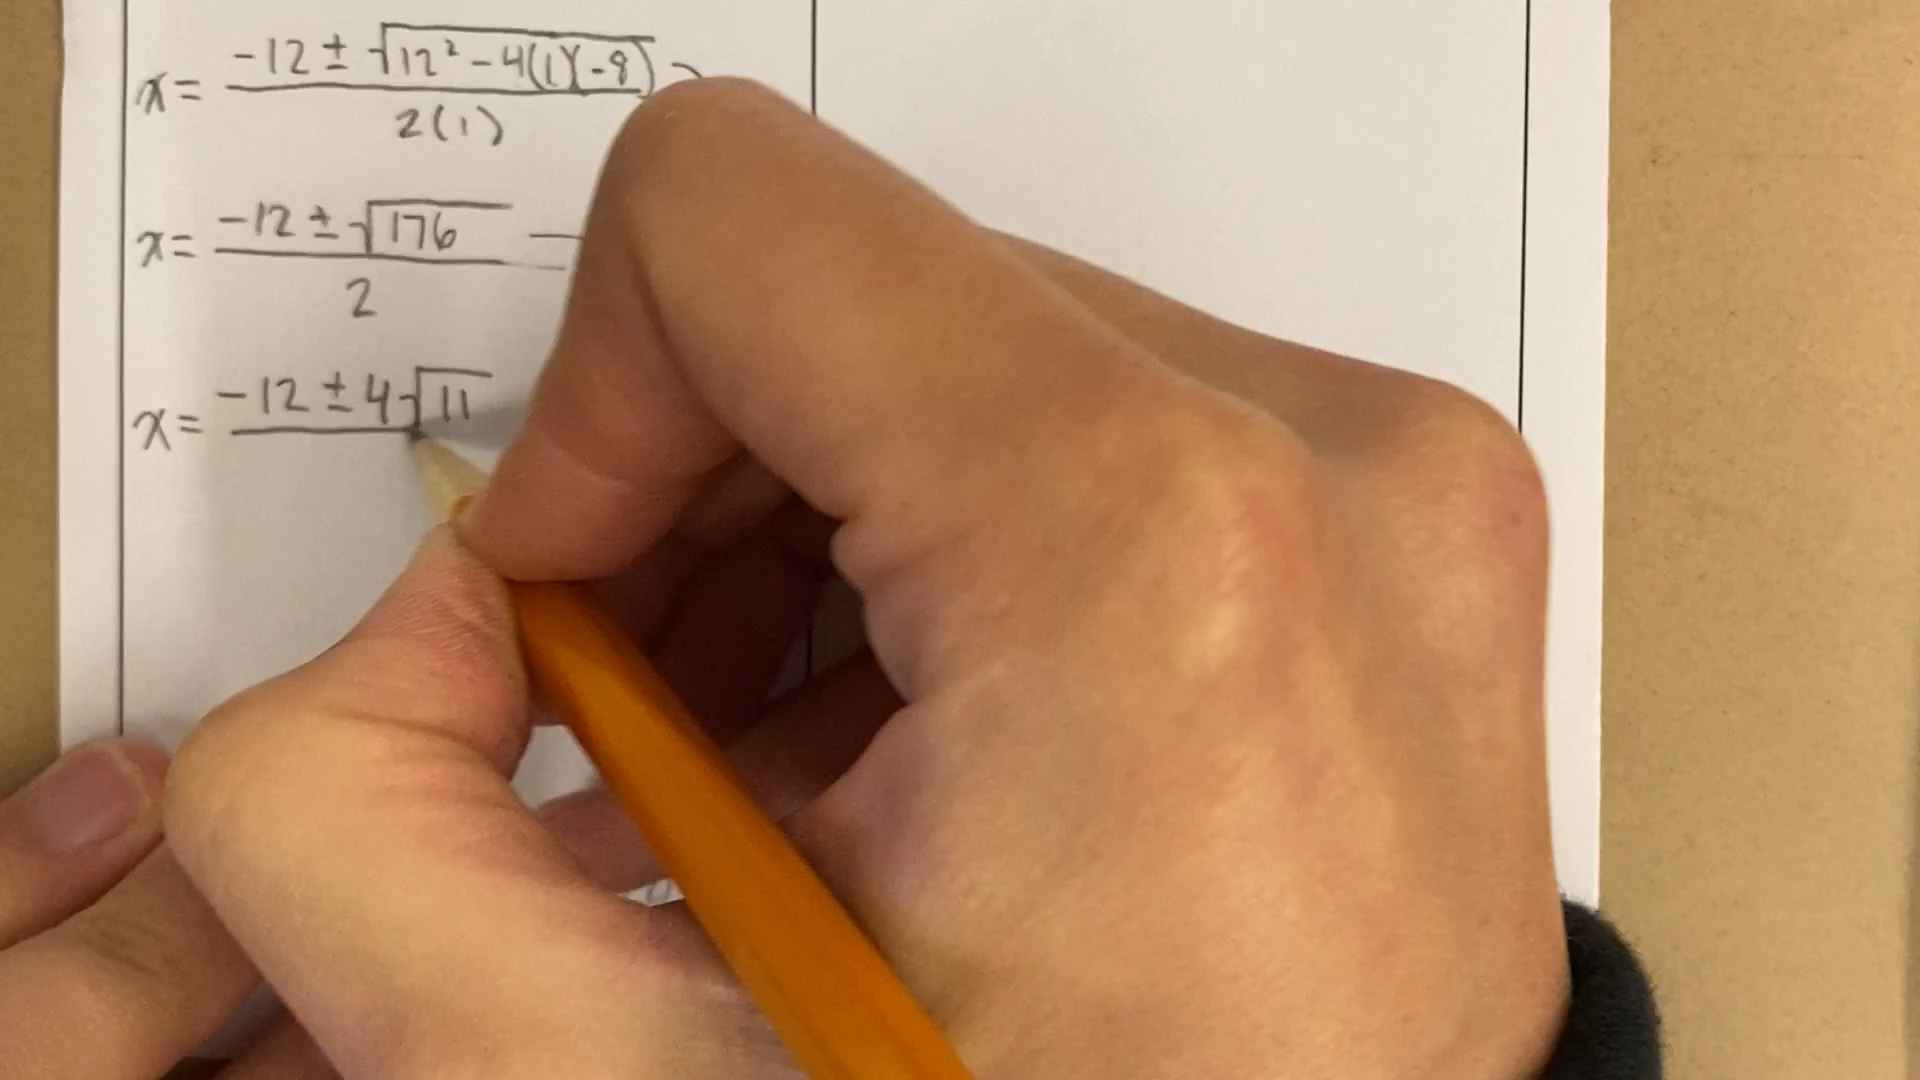 x = -12 ± √12² - 4(1)(-8) / 2(1)
x = -12 ± √176 / 2
x = -12 ± 4√11